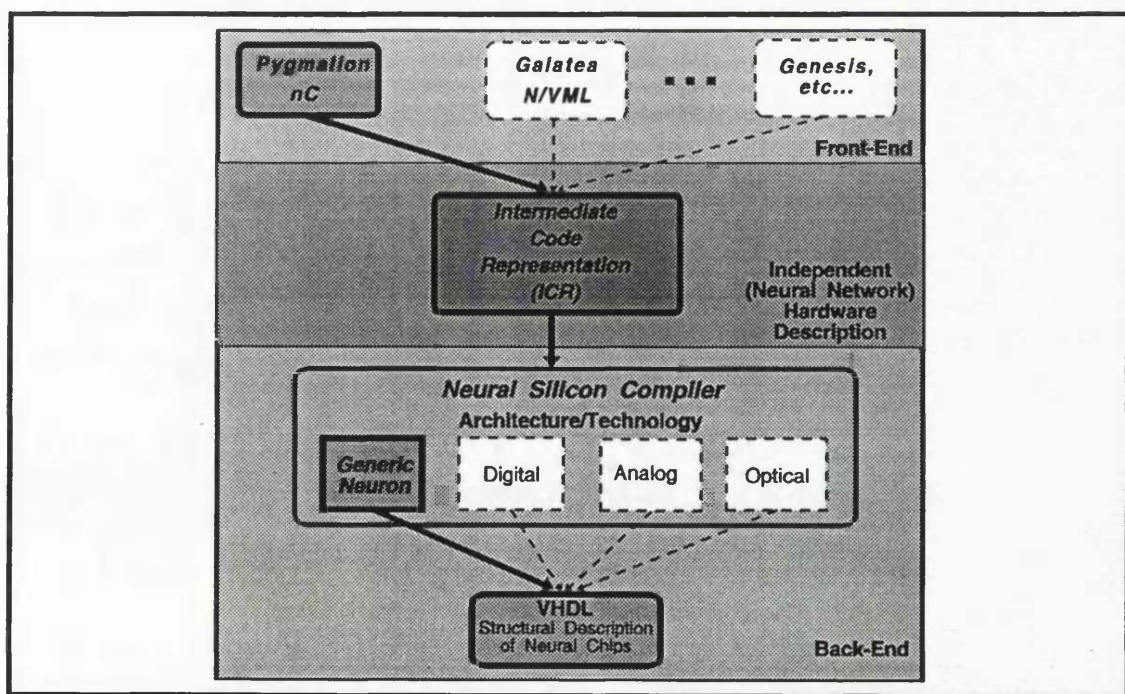 Pygmalion
nC
Galatea
N/VML
...
Genesis,
etc...
Front-End
Intermediate
Code
Representation
(ICR)
Independent
(Neural Network)
Hardware
Description
Neural Silicon Compiler
Architecture/Technology
Generic
Neuron
Digital
Analog
Optical
VHDL
Structural Description
of Neural Chips
Back-End